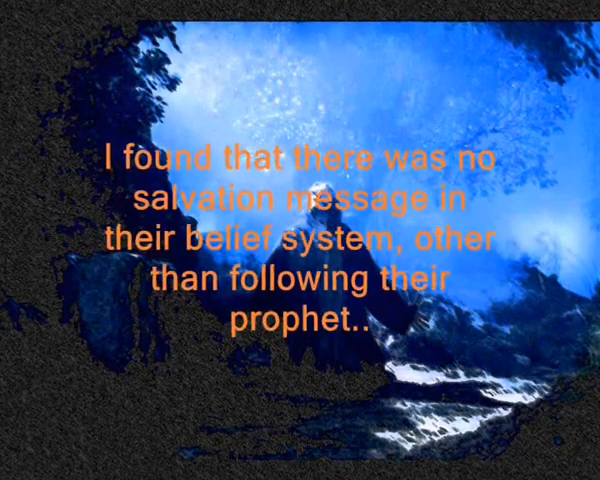 I found that there was no
salvation message in
their belief system, other
than following their
prophet..